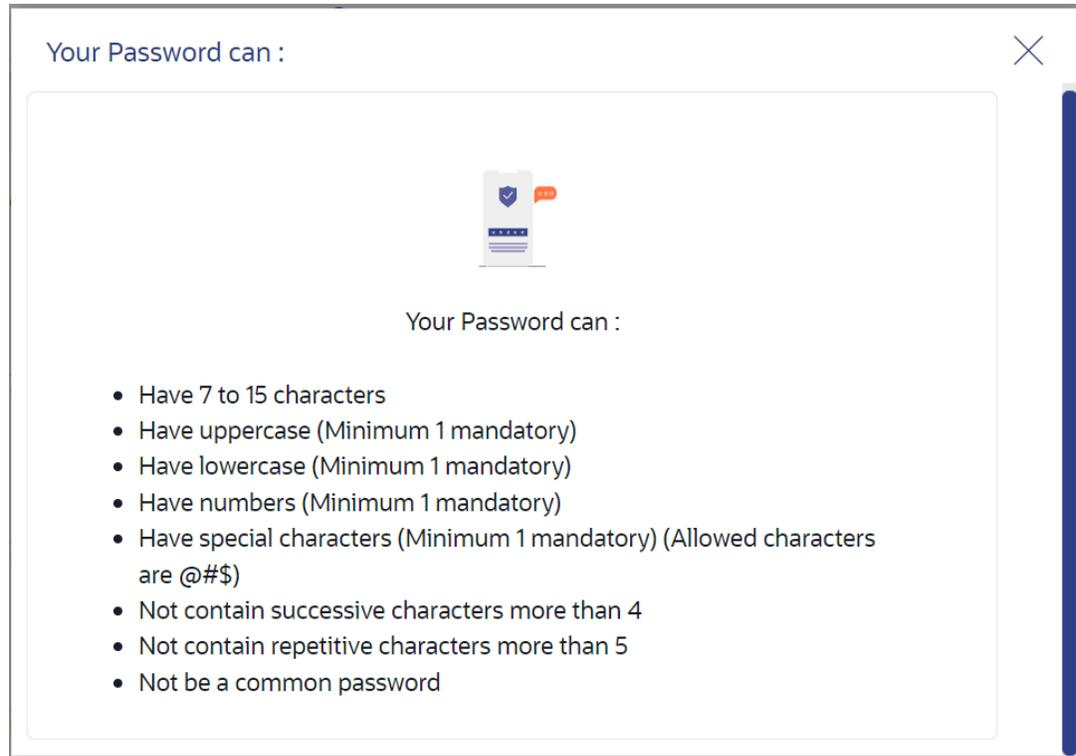 Your Password can :
Your Password can :
• Have 7 to 15 characters
• Have uppercase (Minimum 1 mandatory)
• Have lowercase (Minimum 1 mandatory)
• Have numbers (Minimum 1 mandatory)
• Have special characters (Minimum 1 mandatory) (Allowed characters
are @#$)
• Not contain successive characters more than 4
• Not contain repetitive characters more than 5
• Not be a common password